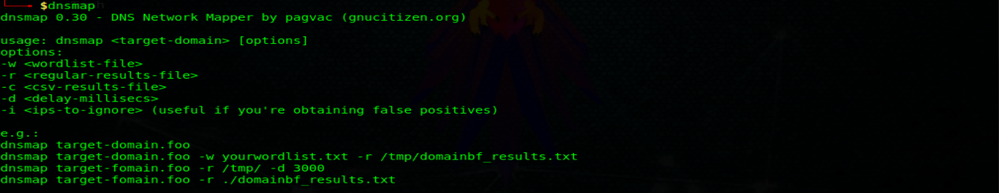 $dnsmap
dnsmap 0.30 - DNS Network Mapper by pagvac (gnucitizen.org)
usage: dnsmap <target-domain> [options]
options:
-w <wordlist-file>
-r <regular-results-file>
-c <csv-results-file>
-d <delay-millisecs>
-i <ips-to-ignore> (useful if you're obtaining false positives)
e.g.:
dnsmap target-domain.foo
dnsmap target-domain.foo -w yourwordlist.txt -r /tmp/domainbf_results.txt
dnsmap target-fomain.foo -r /tmp/ -d 3000
dnsmap target-fomain.foo -r ./domainbf_results.txt